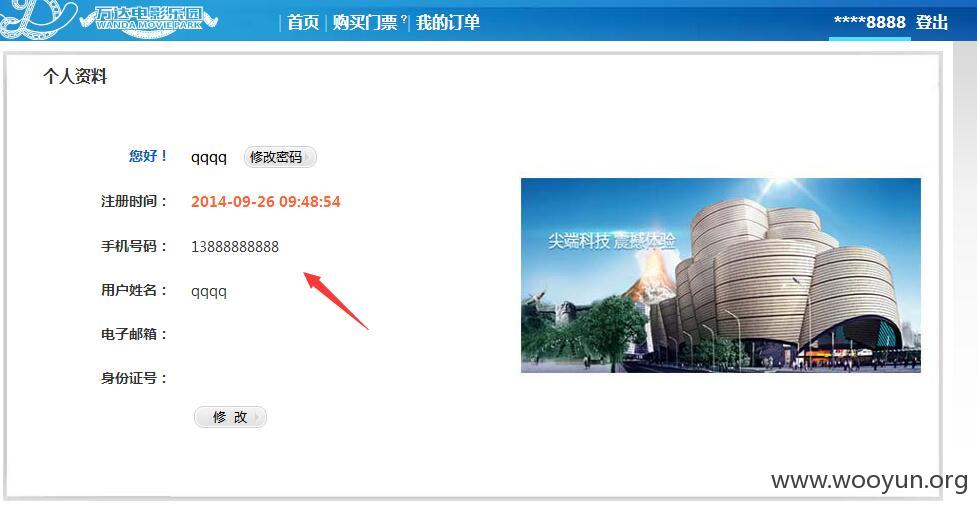 万达电影乐园
WANDA MOVIE PARK
| 首页 | 购买门票? | 我的订单
****8888 登出
个人资料
您好！ qqqq 修改密码
注册时间： 2014-09-26 09:48:54
手机号码： 13888888888
用户姓名： qqqq
电子邮箱：
身份证号：
修 改
尖端科技 震撼体验
www.wooyun.org